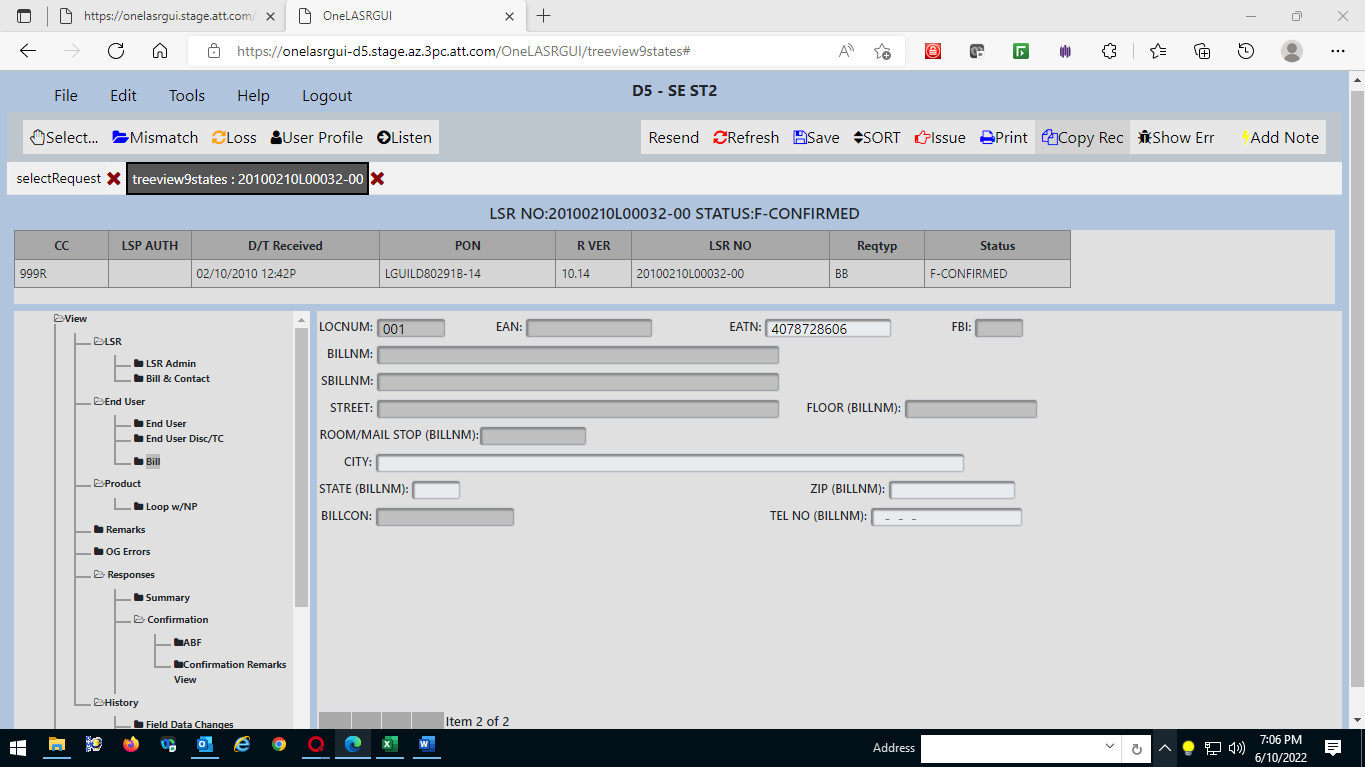 https://onelasrgui.stage.att.com/
OneLASRGUI
https://onelasrgui-d5.stage.az.3pc.att.com/OneLASRGUI/treeview9states#
File Edit Tools Help Logout
D5 - SE ST2
Select... Mismatch Loss User Profile Listen
Resend Refresh Save SORT Issue Print Copy Rec Show Err Add Note
selectRequest treeview9states : 20100210L00032-00
LSR NO:20100210L00032-00 STATUS:F-CONFIRMED
CC LSP AUTH D/T Received PON R VER LSR NO Reqtyp Status
999R 02/10/2010 12:42P LGUILD80291B-14 10.14 20100210L00032-00 BB F-CONFIRMED
View
LSR
LSR Admin
Bill & Contact
End User
End User
End User Disc/TC
Bill
Product
Loop w/NP
Remarks
OG Errors
Responses
Summary
Confirmation
ABF
Confirmation Remarks
View
History
Field Data Changes
LOCNUM: 001 EAN: EATN: 4078728606 FBI:
BILLNM:
SBILLNM:
STREET: FLOOR (BILLNM):
ROOM/MAIL STOP (BILLNM):
CITY:
STATE (BILLNM): ZIP (BILLNM):
BILLCON: TEL NO (BILLNM): - - -
Item 2 of 2
Address
7:06 PM
6/10/2022